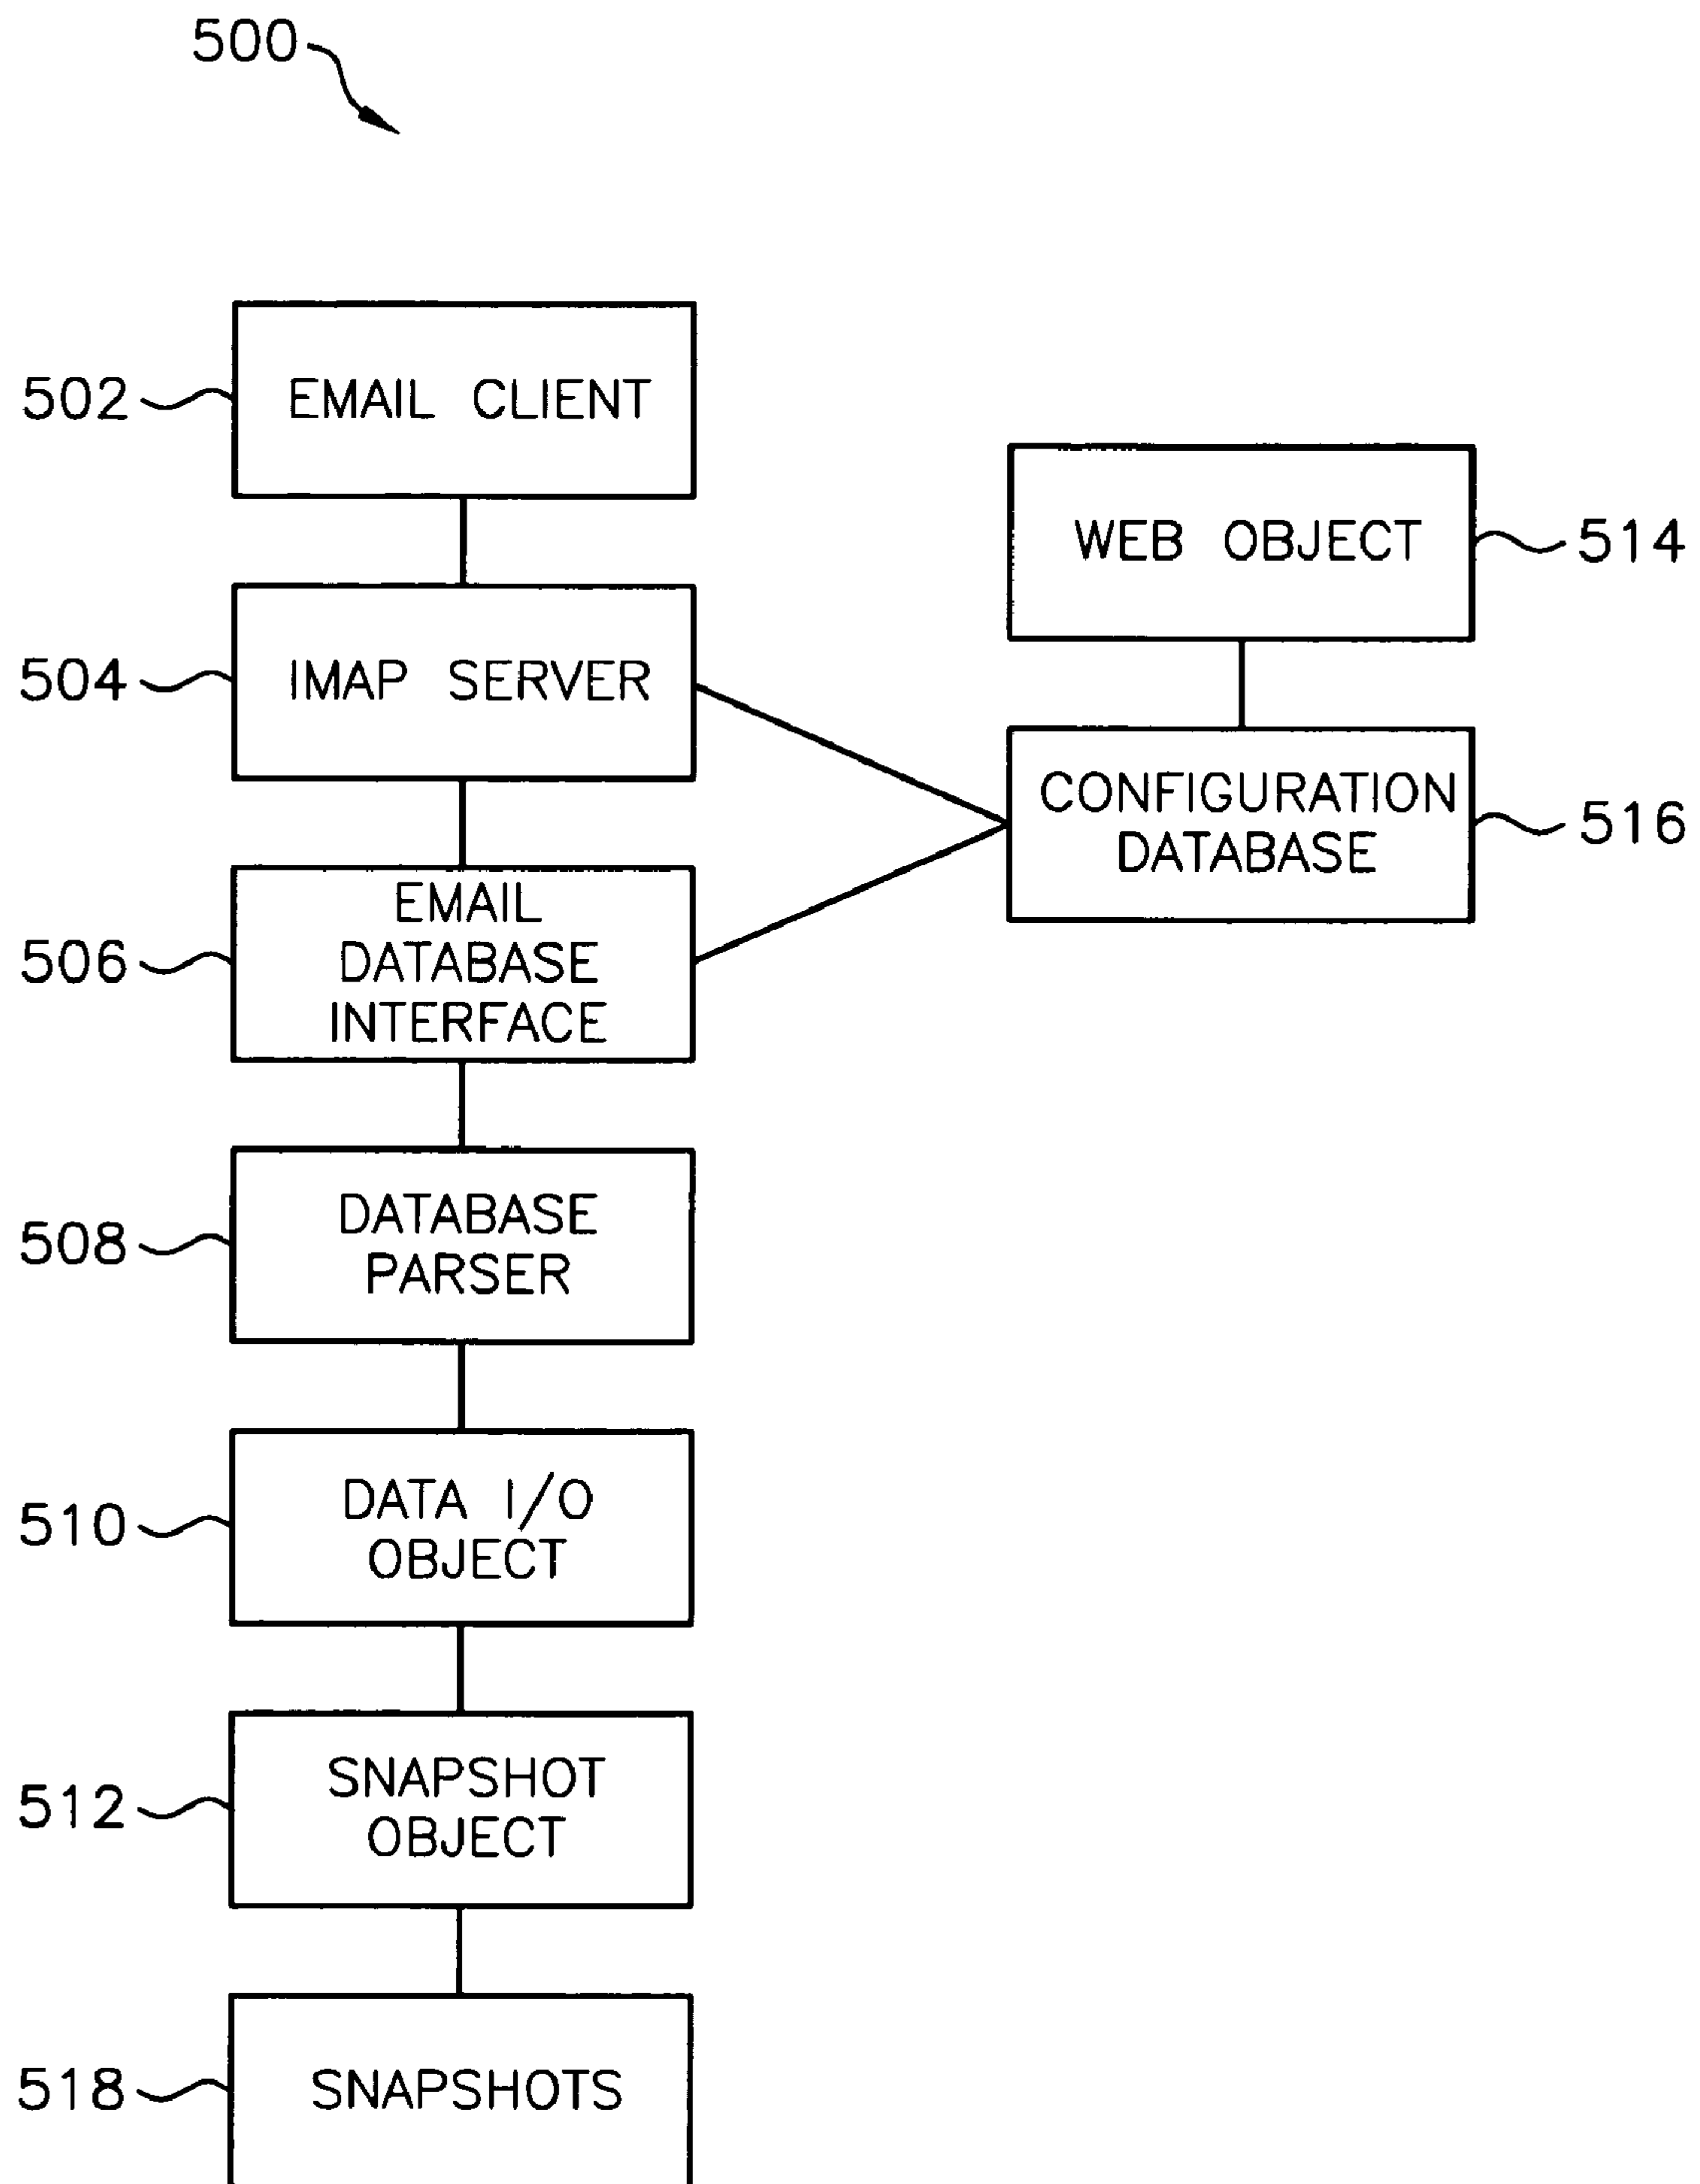 500
502
EMAIL CLIENT
WEB OBJECT
514
504
IMAP SERVER
CONFIGURATION
DATABASE
516
506
EMAIL
DATABASE
INTERFACE
508
DATABASE
PARSER
510
DATA I/O
OBJECT
512
SNAPSHOT
OBJECT
518
SNAPSHOTS